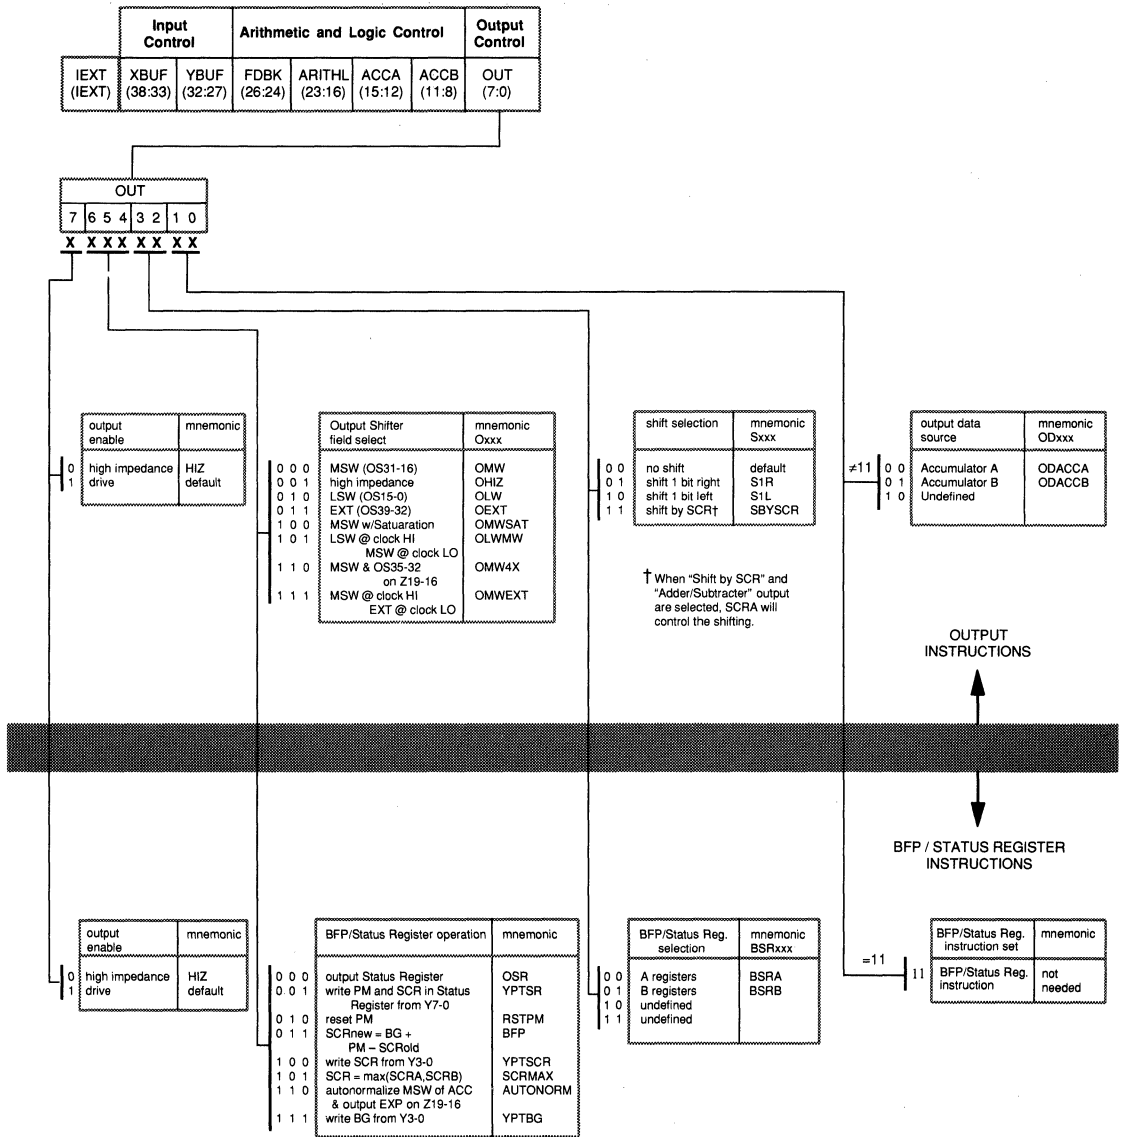 Input Control
Arithmetic and Logic Control
Output Control
IEXT (IEXT)
XBUF (38:33)
YBUF (32:27)
FDBK (26:24)
ARITHL (23:16)
ACCA (15:12)
ACCB (11:8)
OUT (7:0)
OUT
7 6 5 4 3 2 1 0
X X X X X X X X
output enable mnemonic
0 high impedance HIZ
1 drive default
Output Shifter field select mnemonic Oxxx
0 0 0 MSW (OS31-16) OMW
0 0 1 high impedance OHIZ
0 1 0 LSW (OS15-0) OLW
0 1 1 EXT (OS39-32) OEXT
1 0 0 MSW w/Satuaration OMWSAT
1 0 1 LSW @ clock HI OLWMW
MSW @ clock LO
1 1 0 MSW & OS35-32 OMW4X
on Z19-16
1 1 1 MSW @ clock HI OMWEXT
EXT @ clock LO
shift selection mnemonic Sxxx
0 0 no shift default
0 1 shift 1 bit right S1R
1 0 shift 1 bit left S1L
1 1 shift by SCR† SBYSCR
† When "Shift by SCR" and
"Adder/Subtracter" output
are selected, SCRA will
control the shifting.
output data source mnemonic ODxxx
≠11
0 0 Accumulator A ODACCA
0 1 Accumulator B ODACCB
1 0 Undefined
OUTPUT
INSTRUCTIONS
BFP / STATUS REGISTER
INSTRUCTIONS
output enable mnemonic
0 high impedance HIZ
1 drive default
BFP/Status Register operation mnemonic
0 0 0 output Status Register OSR
0 0 1 write PM and SCR in Status YPTSR
Register from Y7-0
0 1 0 reset PM RSTPM
0 1 1 SCRnew = BG + BFP
PM – SCRold
1 0 0 write SCR from Y3-0 YPTSCR
1 0 1 SCR = max(SCRA,SCRB) SCRMAX
1 1 0 autonormalize MSW of ACC AUTONORM
& output EXP on Z19-16
1 1 1 write BG from Y3-0 YPTBG
BFP/Status Reg. selection mnemonic BSRxxx
0 0 A registers BSRA
0 1 B registers BSRB
1 0 undefined
1 1 undefined
BFP/Status Reg. instruction set mnemonic
=11
11 BFP/Status Reg. instruction not needed